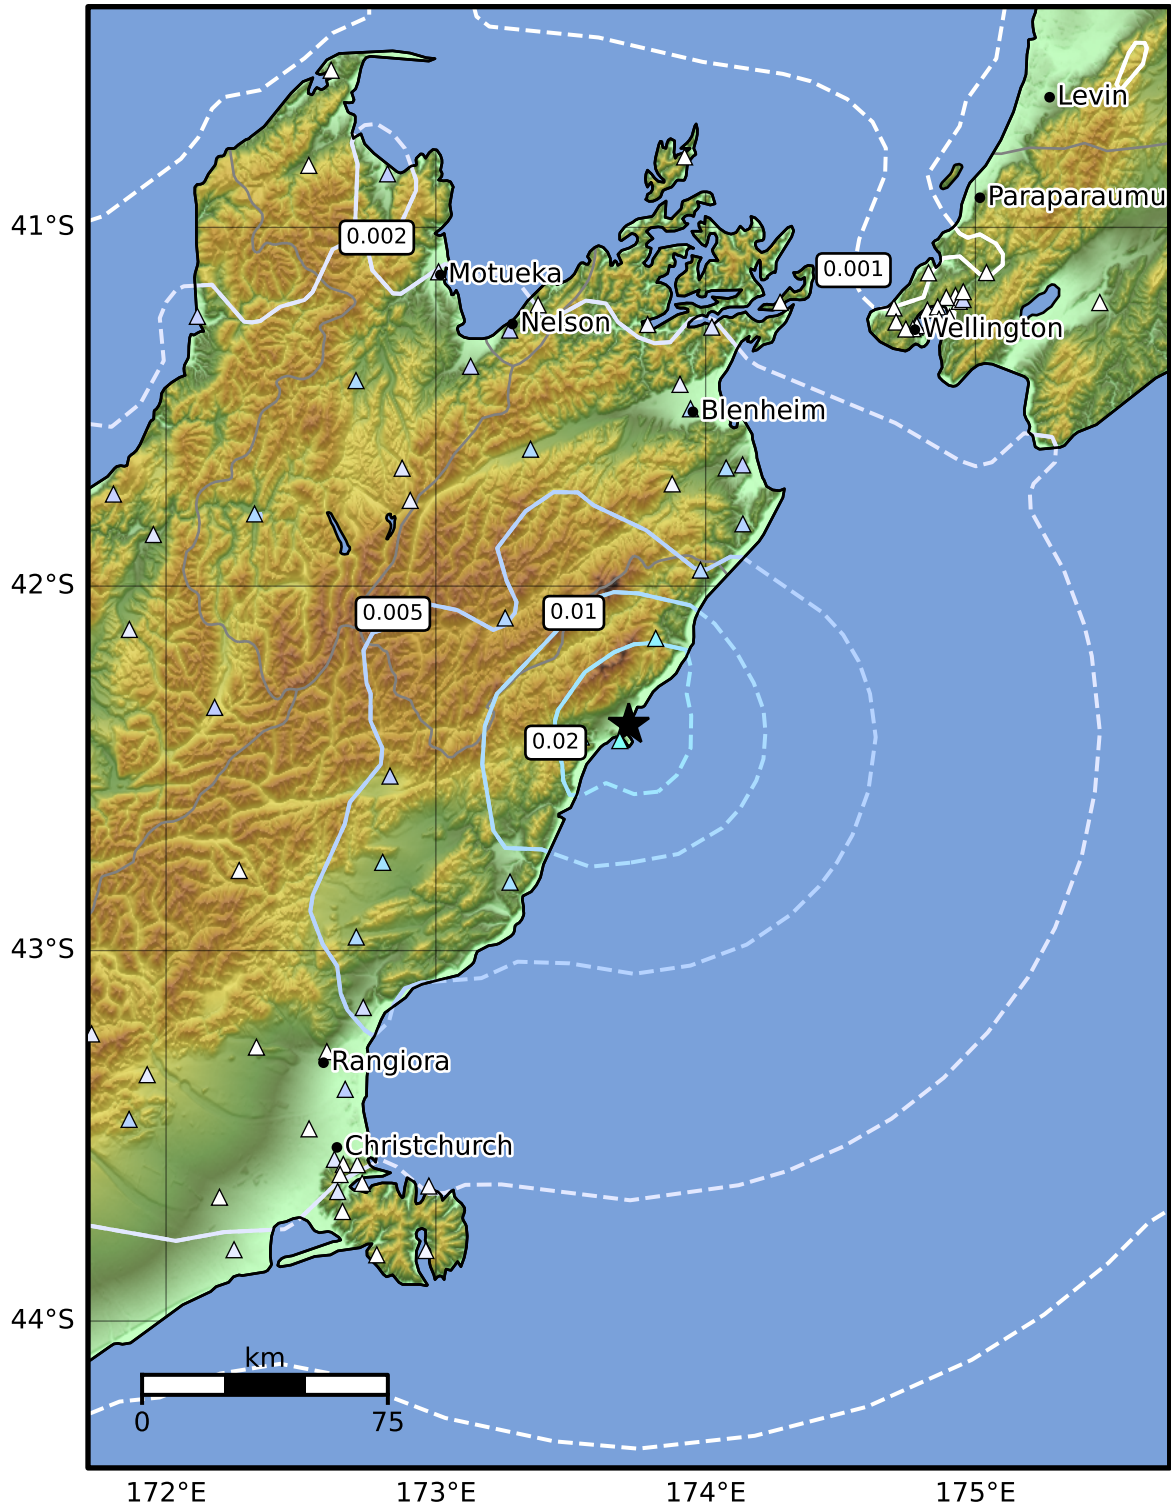 Levin
Paraparaumu
41°S
0.002
0.001
Motueka
Nelson
Wellington
Blenheim
42°S
0.005
0.01
0.02
43°S
Rangiora
Christchurch
44°S
km
0
75
172°E
173°E
174°E
175°E